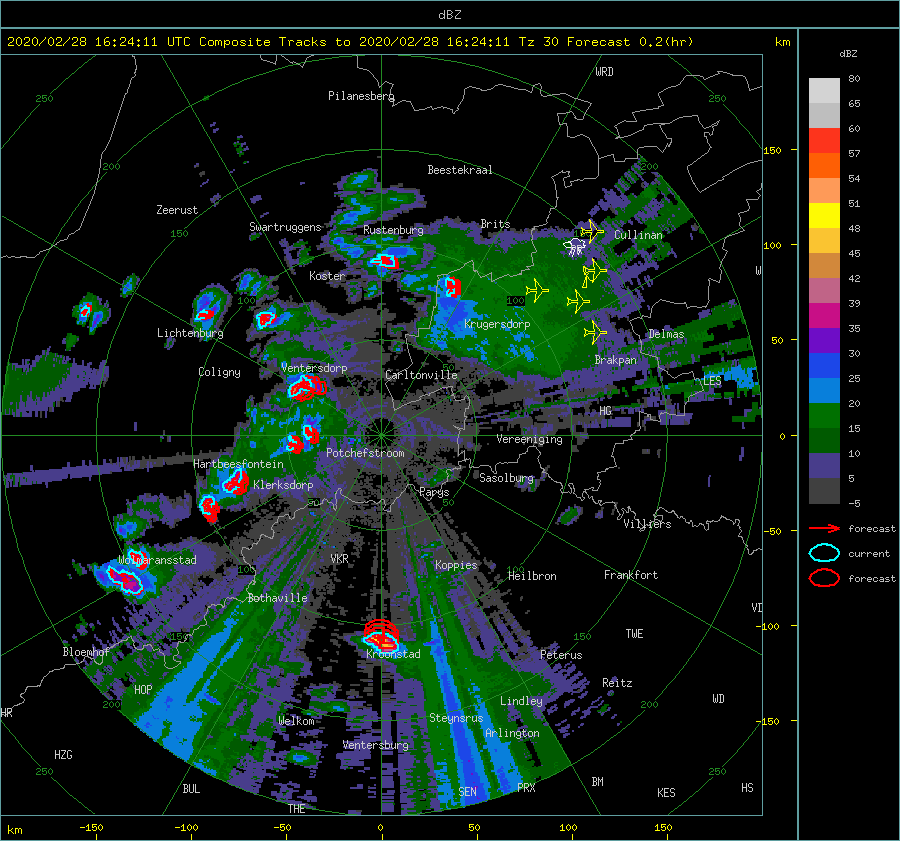 dBZ
2020/02/28 16:24:11 UTC Composite Tracks to 2020/02/28 16:24:11 Tz 30 Forecast 0.2(hr)
km
dBZ
WRD
80
250
Pilanesberg
250
65
60
150
150
57
200
Beestekraal
200
54
Zeerust
51
150
Swartruggens
Rustenburg
Brits
Cullinan
48
100
45
Koster
W
42
100
100
39
Lichtenburg
Krugersdorp
Delmas
35
50
30
Coligny
Ventersdorp
Carltonville
Brakpan
25
LES
20
HG
15
Vereeniging
0
10
Potchefstroom
Hartbeesfontein
5
Klerksdorp
Parys
Sasolburg
-5
50
50
Villiers
forecast
-50
current
Wolmaransstad
VKR
Koppies
100
Heilbron
Frankfort
forecast
Bothaville
VD
-100
150
150
TWE
Bloemhof
Kroonstad
Peterus
HOP
Reitz
200
Lindley
200
WD
HR
Welkom
Steynsrus
-150
Arlington
HZG
Ventersburg
250
250
BUL
SEN
PRX
BM
KES
HS
THE
km
-150
-100
-50
0
50
100
150